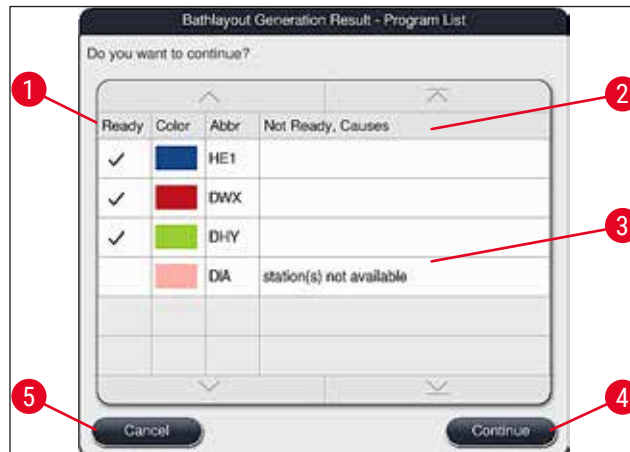 Bathlayout Generation Result - Program List
Do you want to continue?
1
2
Ready Color Abbr Not Ready, Causes
HE1
DWX
DHY
3
DIA station(s) not available
5
4
Cancel Continue